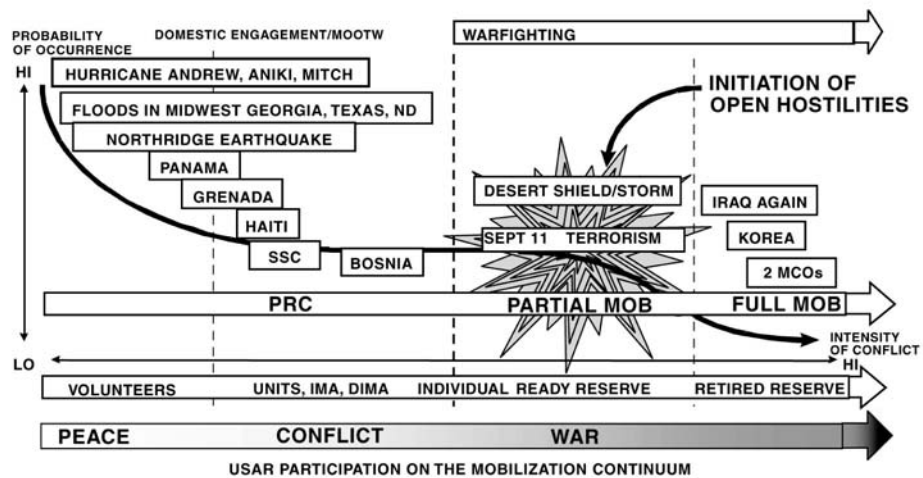 PROBABILITY
OF OCCURRENCE
DOMESTIC ENGAGEMENT/MOOTW
WARFIGHTING
HI
HURRICANE ANDREW, ANIKI, MITCH
INITIATION OF
OPEN HOSTILITIES
FLOODS IN MIDWEST GEORGIA, TEXAS, ND
NORTHRIDGE EARTHQUAKE
PANAMA
GRENADA
DESERT SHIELD/STORM
IRAQ AGAIN
HAITI
SEPT 11 TERRORISM
KOREA
SSC
BOSNIA
2 MCOs
PRC
PARTIAL MOB
FULL MOB
INTENSITY
OF CONFLICT
LO
HI
VOLUNTEERS
UNITS, IMA, DIMA
INDIVIDUAL READY RESERVE
RETIRED RESERVE
PEACE
CONFLICT
WAR
USAR PARTICIPATION ON THE MOBILIZATION CONTINUUM